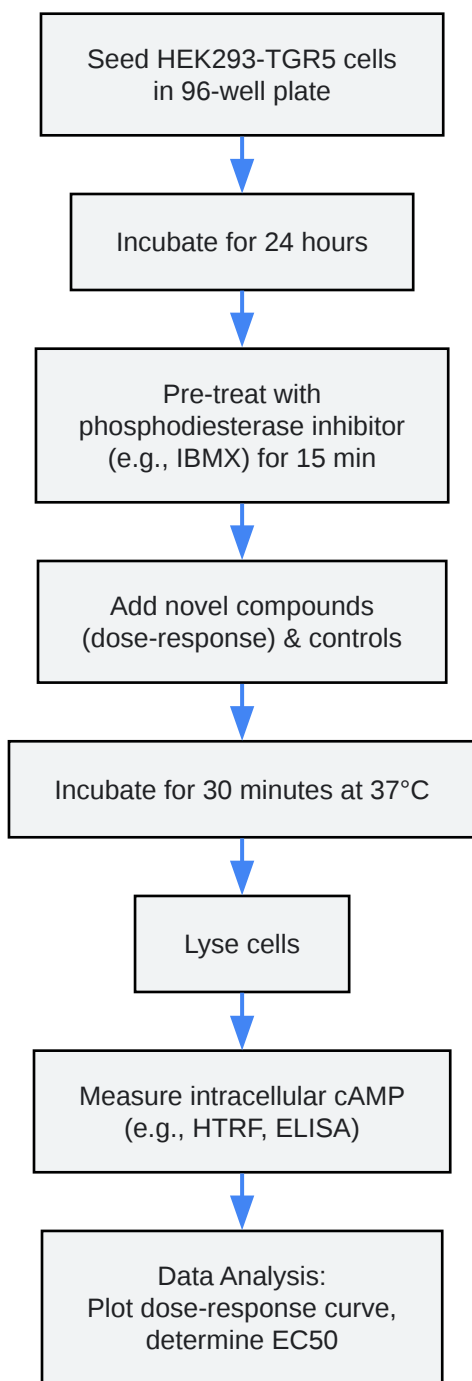 Seed HEK293-TGR5 cells
in 96-well plate
Incubate for 24 hours
Pre-treat with
phosphodiesterase inhibitor
(e.g., IBMX) for 15 min
Add novel compounds
(dose-response) & controls
Incubate for 30 minutes at 37°C
Lyse cells
Measure intracellular cAMP
(e.g., HTRF, ELISA)
Data Analysis:
Plot dose-response curve,
determine EC50